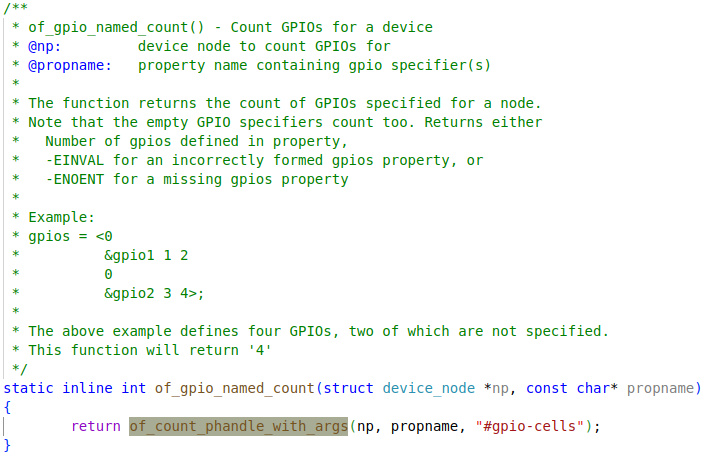 /**
 * of_gpio_named_count() - Count GPIOs for a device
 * @np:         device node to count GPIOs for
 * @propname:   property name containing gpio specifier(s)
 *
 * The function returns the count of GPIOs specified for a node.
 * Note that the empty GPIO specifiers count too. Returns either
 *   Number of gpios defined in property,
 *   -EINVAL for an incorrectly formed gpios property, or
 *   -ENOENT for a missing gpios property
 *
 * Example:
 * gpios = <0
 *          &gpio1 1 2
 *          0
 *          &gpio2 3 4>;
 *
 * The above example defines four GPIOs, two of which are not specified.
 * This function will return '4'
 */
static inline int of_gpio_named_count(struct device_node *np, const char* propname)
{
        return of_count_phandle_with_args(np, propname, "#gpio-cells");
}